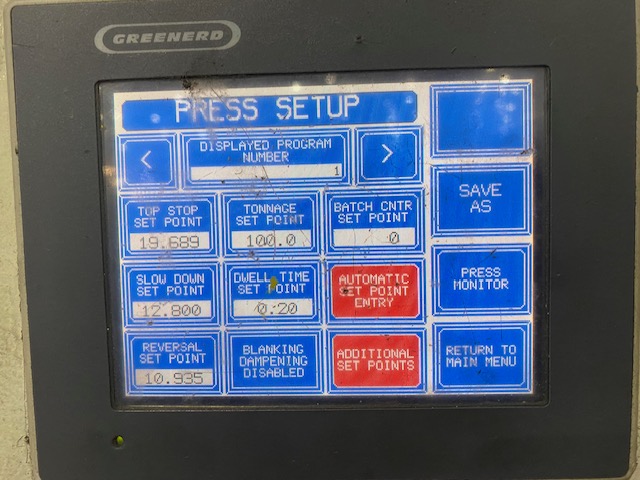 GREENERD
PRESS SETUP
<
DISPLAYED PROGRAM
NUMBER
1
>
SAVE
AS
TOP STOP
SET POINT
19.689
TONNAGE
SET POINT
100.0
BATCH CNTR
SET POINT
0
SLOW DOWN
SET POINT
12.800
DWELL TIME
SET POINT
0:20
AUTOMATIC
SET POINT
ENTRY
PRESS
MONITOR
REVERSAL
SET POINT
10.935
BLANKING
DAMPENING
DISABLED
ADDITIONAL
SET POINTS
RETURN TO
MAIN MENU